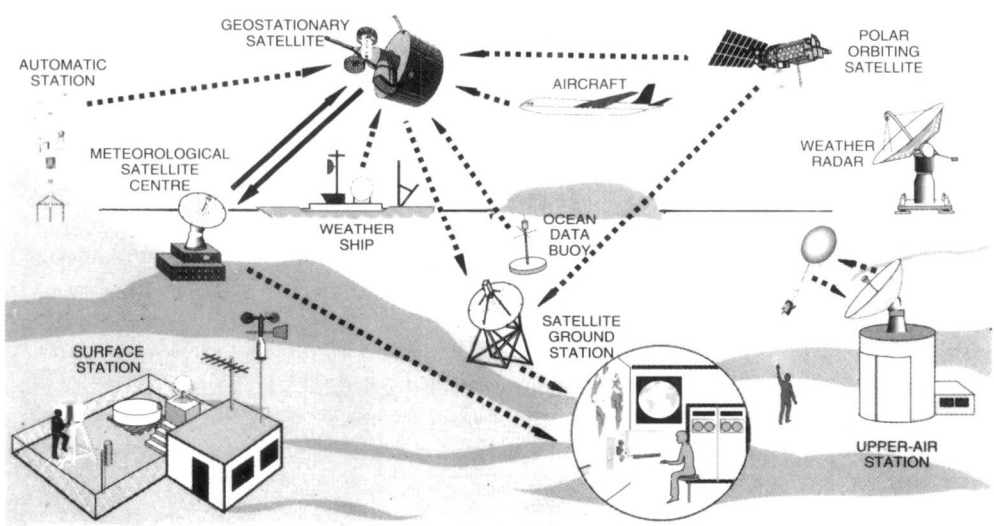 GEOSTATIONARY
SATELLITE
POLAR
ORBITING
SATELLITE
AUTOMATIC
STATION
AIRCRAFT
WEATHER
RADAR
METEOROLOGICAL
SATELLITE
CENTRE
WEATHER
SHIP
OCEAN
DATA
BUOY
SATELLITE
GROUND
STATION
SURFACE
STATION
UPPER-AIR
STATION